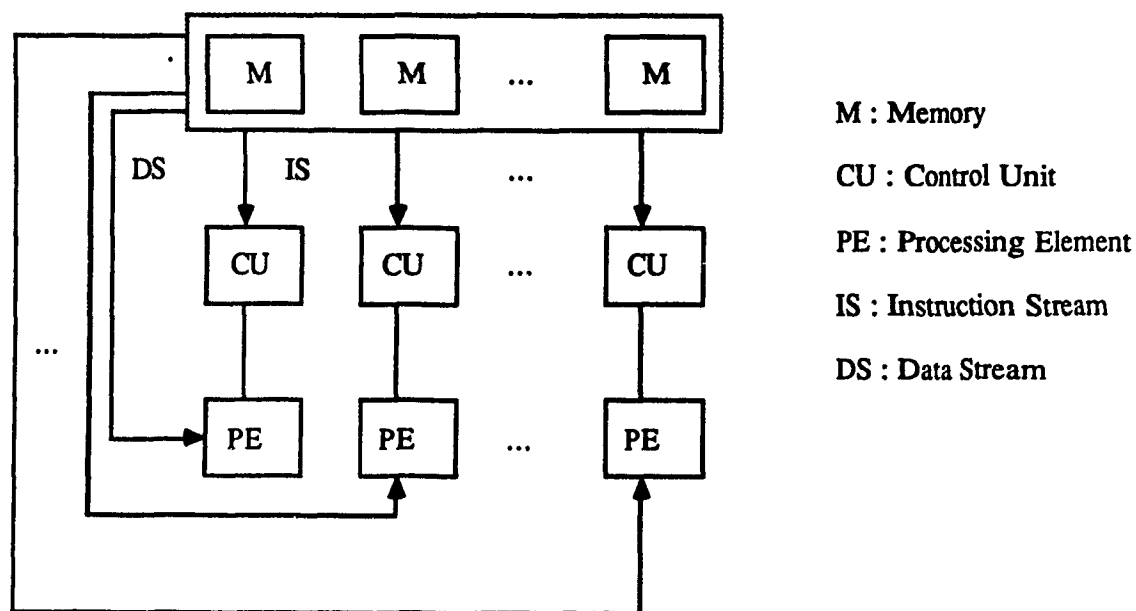 M M ... M
DS IS ...
CU CU ... CU
...
PE PE ... PE
M : Memory
CU : Control Unit
PE : Processing Element
IS : Instruction Stream
DS : Data Stream